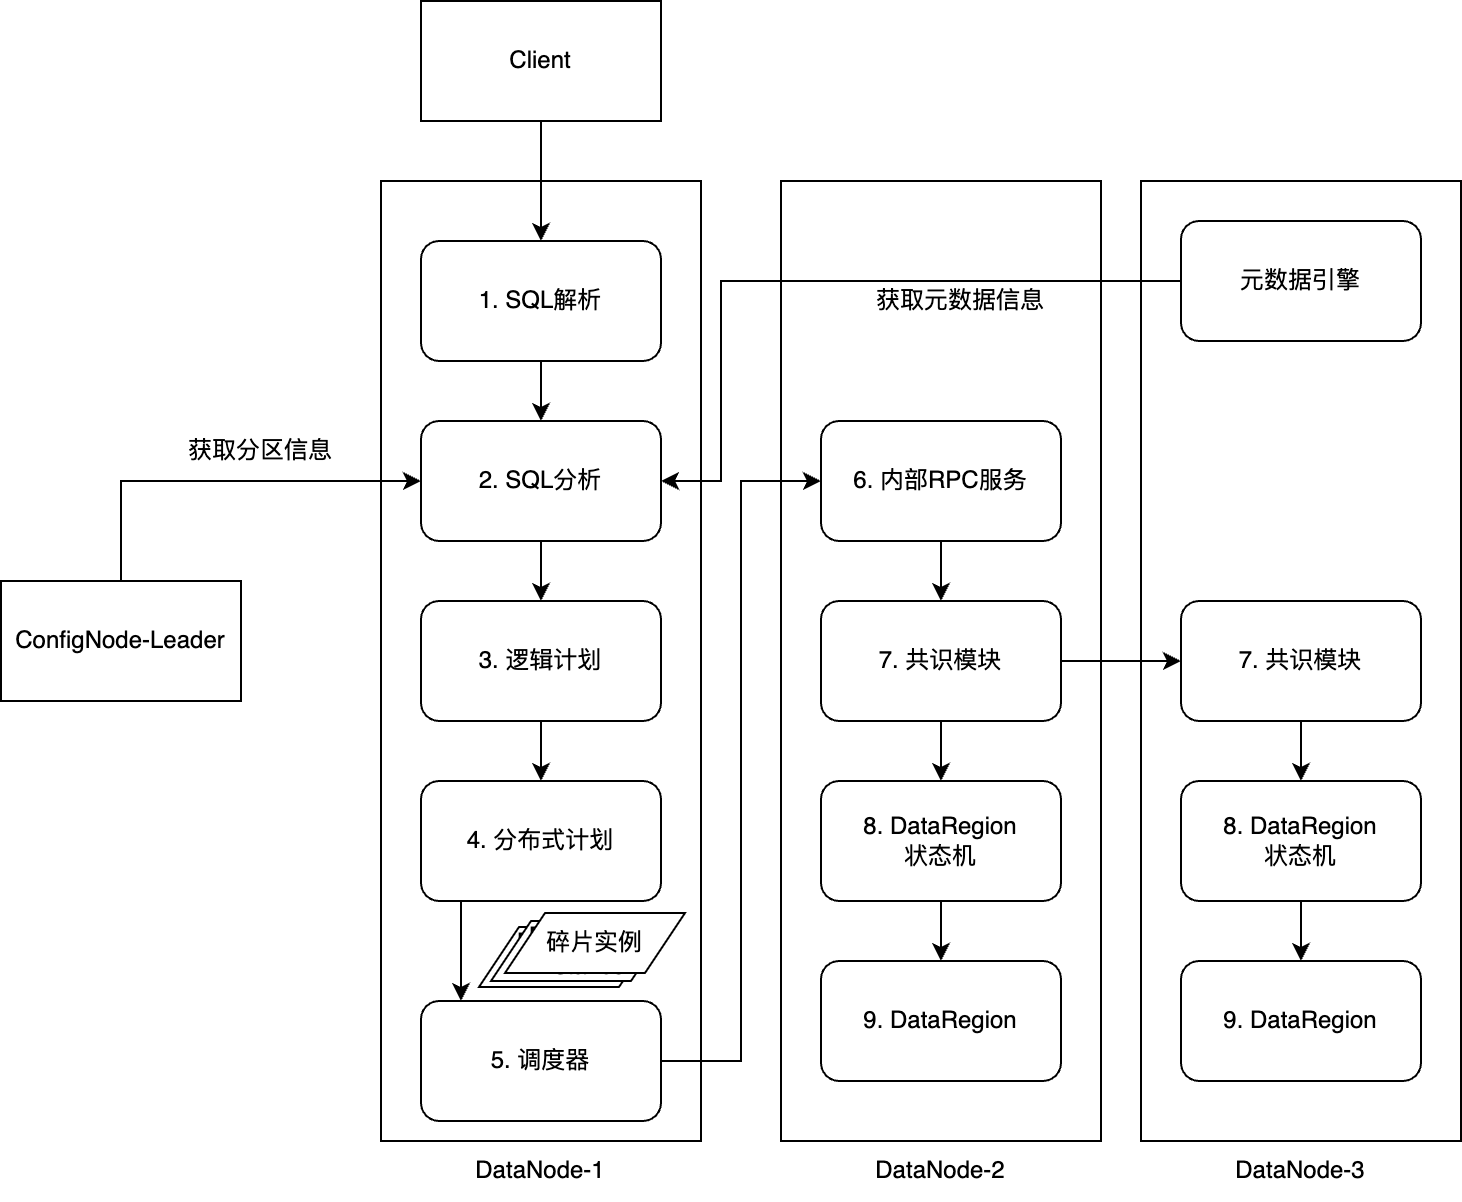 Client
1. SQL解析
元数据引擎
获取元数据信息
获取分区信息
2. SQL分析
6. 内部RPC服务
ConfigNode-Leader
3. 逻辑计划
7. 共识模块
7. 共识模块
4. 分布式计划
8. DataRegion
状态机
8. DataRegion
状态机
碎片实例
5. 调度器
9. DataRegion
9. DataRegion
DataNode-1
DataNode-2
DataNode-3